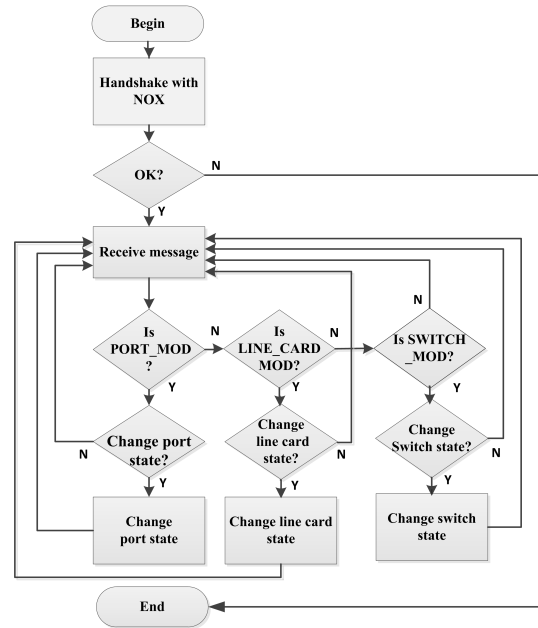 Begin
Handshake with
NOX
OK?
N
Y
Receive message
Is
PORT_MOD
?
N
Y
Is
LINE_CARD
MOD?
N
Y
Is SWITCH
_MOD?
N
Y
Change port
state?
N
Y
Change
line card
state?
N
Y
Change
Switch state?
N
Y
Change
port state
Change line card
state
Change switch
state
End